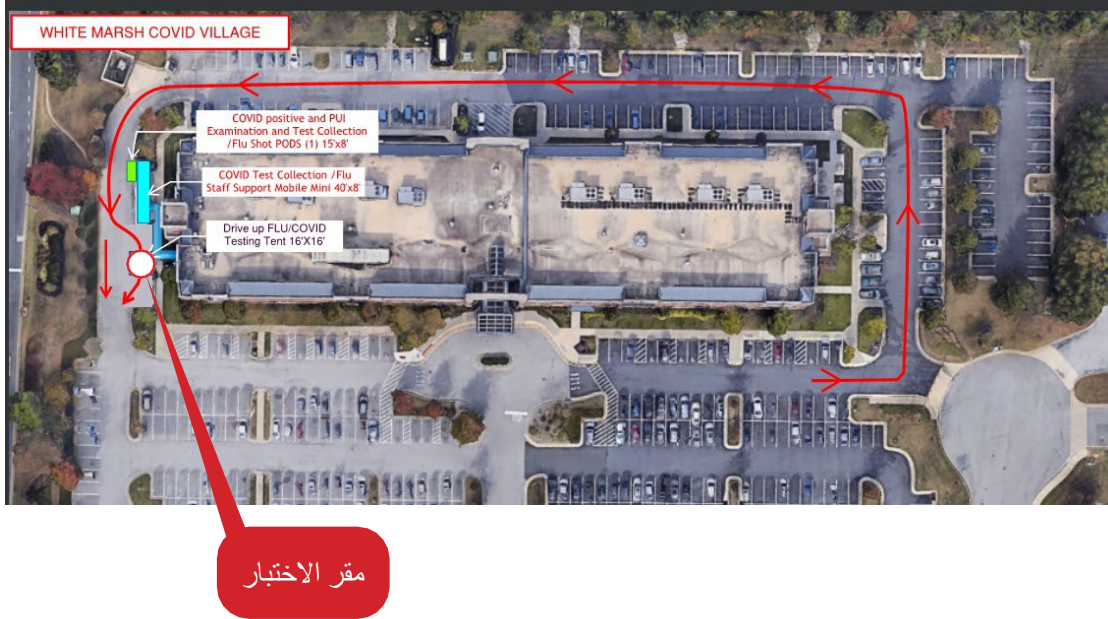 WHITE MARSH COVID VILLAGE
COVID positive and PUI
Examination and Test Collection
/Flu Shot PODS (1) 15'x8'
COVID Test Collection /Flu
Staff Support Mobile Mini 40'x8'
Drive up FLU/COVID
Testing Tent 16'X16'
مقر الاختبار